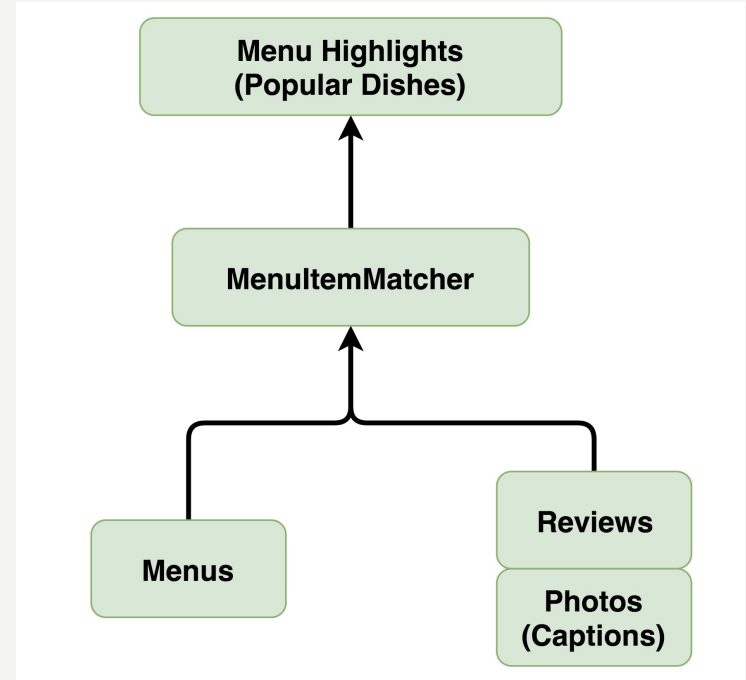 Menu Highlights
(Popular Dishes)
MenuItemMatcher
Menus
Reviews
Photos
(Captions)